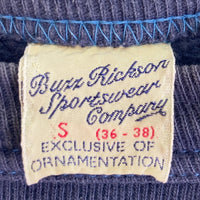 Buzz Rickson
Sportswear
Company
S (36 - 38)
EXCLUSIVE OF
ORNAMENTATION